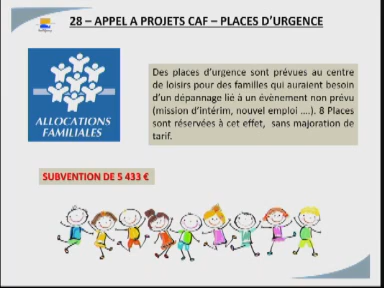 28 – APPEL A PROJETS CAF – PLACES D'URGENCE
ALLOCATIONS
FAMILIALES
Des places d'urgence sont prévues au centre
de loisirs pour des familles qui auraient besoin
d'un dépannage lié à un évènement non prévu
(mission d'intérim, nouvel emploi ....). 8 Places
sont réservées à cet effet, sans majoration de
tarif.
SUBVENTION DE 5 433 €